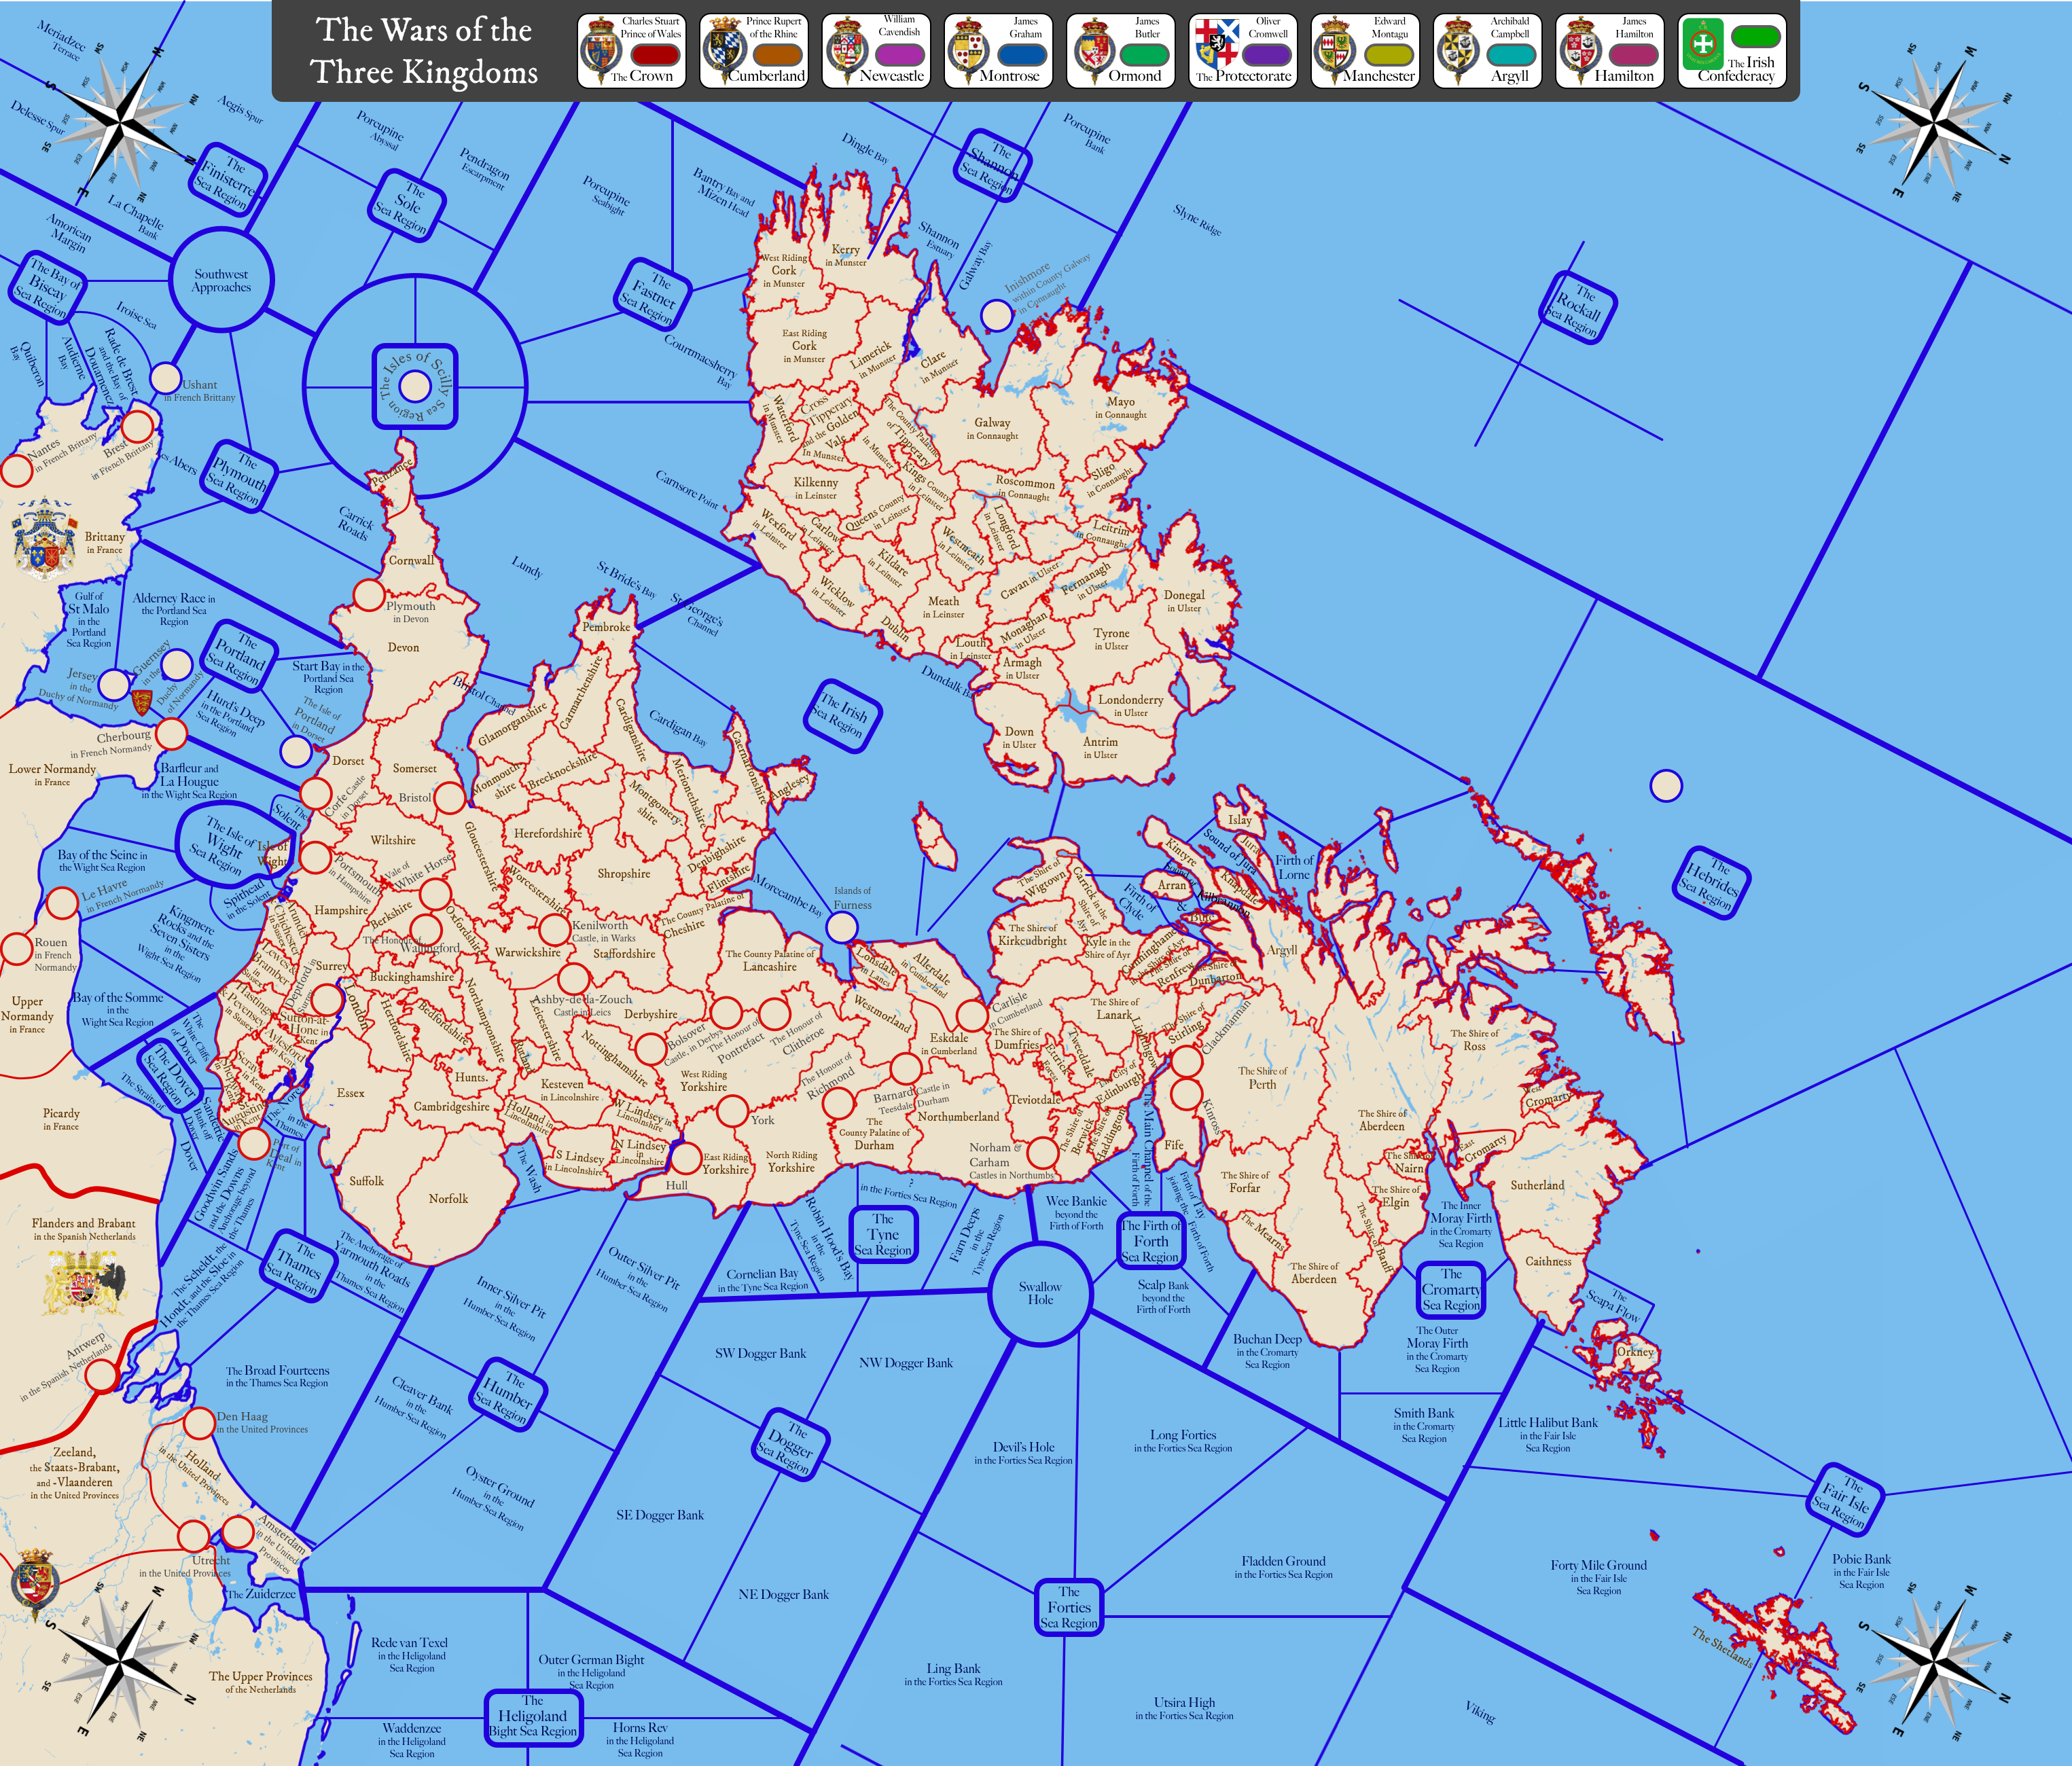 The Wars of the
Three Kingdoms
Charles Stuart
Prince of Wales
The Crown
Prince Rupert
of the Rhine
Cumberland
William
Cavendish
Newcastle
James
Graham
Montrose
James
Butler
Ormond
Oliver
Cromwell
The Protectorate
Edward
Montagu
Manchester
Archibald
Campbell
Argyll
James
Hamilton
Hamilton
The Irish
Confederacy
Meriadzec
Terrace
Delesse Spur
Aegis Spur
La Chapelle
Bank
American
Margin
The
Finisterre
Sea Region
Porcupine
Abyssal
Pendragon
Escarpment
The
Sole
Sea Region
Porcupine
Seabight
Bantry Bay and
Mizen Head
Dingle Bay
The
Shannon
Sea Region
Porcupine
Bank
Shannon
Estuary
Galway Bay
Slyne Ridge
Inishmore
within County Galway
in Connaught
The
Rockall
Sea Region
The
Fastnet
Sea Region
Courtmacsherry
Bay
Southwest
Approaches
The Bay of
Biscay
Sea Region
Iroise Sea
Quiberon
Bay
Audierne
Bay
Rade de Brest
and the Bay of
Douarnenez
Ushant
in French Brittany
The Isles of Scilly Sea Region
Nantes
in French Brittany
Brest
in French Brittany
Brittany
in France
The
Plymouth
Sea Region
Carrick
Roads
Carnsore Point
Lundy
St Bride's Bay
St George's
Channel
Penzance
Cornwall
Plymouth
in Devon
Devon
West Riding
Cork
in Munster
Kerry
in Munster
East Riding
Cork
in Munster
Limerick
in Munster
Clare
in Munster
Waterford
in Munster
Cross
Tipperary
and the Golden
Vale
In Munster
The County Palatine
of Tipperary
in Munster
Galway
in Connaught
Mayo
in Connaught
Sligo
in Connaught
Roscommon
in Connaught
Leitrim
in Connaught
Kilkenny
in Leinster
Kings County
in Leinster
Queens County
in Leinster
Wexford
in Leinster
Carlow
in Leinster
Kildare
in Leinster
Wicklow
in Leinster
Westmeath
in Leinster
Longford
in Leinster
Meath
in Leinster
Dublin
Louth
in Leinster
Cavan in Ulster
Fermanagh
in Ulster
Monaghan
in Ulster
Donegal
in Ulster
Tyrone
in Ulster
Armagh
in Ulster
Londonderry
in Ulster
Down
in Ulster
Antrim
in Ulster
Gulf of
St Malo
in the
Portland
Sea Region
Alderney Race in
the Portland Sea
Region
The
Portland
Sea Region
Start Bay in the
Portland Sea
Region
Jersey
in the
Duchy of Normandy
Guernsey
in the
Duchy
of Normandy
Hurd's Deep
in the Portland
Sea Region
The Isle of
Portland
in Dorset
Cherbourg
in French Normandy
Lower Normandy
in France
Barfleur and
La Hougue
in the Wight Sea Region
Bristol Channel
Pembroke
Carmarthenshire
Cardiganshire
Glamorganshire
Cardigan Bay
The
Irish
Sea Region
Monmouth-
shire
Brecknockshire
Montgomery-
shire
Merionethshire
Caernarfonshire
Anglesey
Denbighshire
Flintshire
Dorset
Somerset
Corfe Castle
in Dorset
Bristol
Wiltshire
Gloucestershire
Herefordshire
Worcestershire
Shropshire
The County Palatine of
Cheshire
Morecambe Bay
Islands of
Furness
The
Solent
The Isle of
Wight
Sea Region
Isle of
Wight
Bay of the Seine in
the Wight Sea Region
Le Havre
in French Normandy
Spithead
in the Solent
Portsmouth
in Hampshire
Vale of
White Horse
Hampshire
Berkshire
The Honour of
Wallingford
Oxfordshire
Kenilworth
Castle, in Warks
Warwickshire
Staffordshire
Rouen
in French
Normandy
Upper
Normandy
in France
Kingmere
Rocks and the
Seven Sisters
in the
Wight Sea Region
Bay of the Somme
in the
Wight Sea Region
Surrey
London
Buckinghamshire
Hertfordshire
Bedfordshire
Northamptonshire
Ashby-de-la-Zouch
Castle in Leics
Leicestershire
Derbyshire
Nottinghamshire
Rutland
Bolsover
Castle, in Derbys
The Honour of
Pontrefact
The Honour of
Clitheroe
The County Palatine of
Lancashire
Lonsdale
in Lancs
Westmorland
Allerdale
in Cumberland
Carlisle
in Cumberland
Eskdale
in Cumberland
The Honour of
Richmond
Barnard Castle in
Teesdale, Durham
Northumberland
The
County Palatine of
Durham
Norham &
Carham
Castles in Northumbs
West Riding
Yorkshire
York
East Riding
Yorkshire
North Riding
Yorkshire
Hull
Kesteven
in Lincolnshire
Holland in
Lincolnshire
W Lindsey in
Lincolnshire
N Lindsey
in
Lincolnshire
S Lindsey
in Lincolnshire
Hunts.
Cambridgeshire
Essex
Suffolk
Norfolk
The Wash
The Shire of
Wigtown
The Shire of
Kirkcudbright
Carrick in the
Shire of
Ayr
Kyle in the
Shire of Ayr
Cunninghame
in the Shire of Ayr
The Shire of
Renfrew
The Shire of
Dunbarton
The Shire of
Lanark
The Shire of
Dumfries
Ettrick
Forest
Tweeddale
Teviotdale
The Shire of
Berwick
The Shire of
Haddington
The City of
Edinburgh
Linlithgow
The Shire of
Stirling
Clackmannan
Kinross
Fife
The Shire of
Perth
Argyll
Arran
&
Bute
Kintyre
Knapdale
Islay
Jura
Sound of Jura
Sound of
Kilbrannon
Firth of
Clyde
Firth of
Lorne
The Shire of
Ross
West
Cromarty
East
Cromarty
The Shire of
Aberdeen
The Shire of
Nairn
The Shire of
Elgin
The Shire of Banff
The Shire of
Forfar
The Mearns
The Shire of
Aberdeen
Sutherland
Caithness
The
Hebrides
Sea Region
The
Dover
Sea Region
The
White Cliffs
of Dover
The Straits of
Dover
Picardy
in France
Flanders and Brabant
in the Spanish Netherlands
Antwerp
in the Spanish Netherlands
Goodwin Sands
and the Downs
Anchorage beyond
the Thames
The Scheldt, the
Hondt, and the Sloe in
the Thames Sea Region
The
Thames
Sea Region
The Anchorage of
Yarmouth Roads
in the
Thames Sea Region
The Broad Fourteens
in the Thames Sea Region
Den Haag
in the United Provinces
Holland
in the United Provinces
Zeeland,
the Staats-Brabant,
and -Vlaanderen
in the United Provinces
Amsterdam
in the United
Provinces
Utrecht
in the United Provinces
The Zuiderzee
The Upper Provinces
of the Netherlands
Inner Silver Pit
in the
Humber Sea Region
Outer Silver Pit
in the
Humber Sea Region
The
Humber
Sea Region
Cleaver Bank
in the
Humber Sea Region
Oyster Ground
in the
Humber Sea Region
Cornelian Bay
in the Tyne Sea Region
Robin Hood's Bay
in the
Tyne Sea Region
?
in the Forties Sea Region
The
Tyne
Sea Region
Farn Deeps
in the
Tyne Sea Region
Swallow
Hole
Wee Bankie
beyond the
Firth of Forth
The Main Channel of the
Firth of Forth
Firth of Tay
joining the Firth of Forth
The Firth of
Forth
Sea Region
Scalp Bank
beyond the
Firth of Forth
Buchan Deep
in the Cromarty
Sea Region
The Inner
Moray Firth
in the Cromarty
Sea Region
The
Cromarty
Sea Region
The Outer
Moray Firth
in the Cromarty
Sea Region
Smith Bank
in the Cromarty
Sea Region
The
Scapa Flow
Orkney
Little Halibut Bank
in the Fair Isle
Sea Region
The
Fair Isle
Sea Region
Forty Mile Ground
in the Fair Isle
Sea Region
Pobie Bank
in the Fair Isle
Sea Region
The Shetlands
Viking
SW Dogger Bank
NW Dogger Bank
The
Dogger
Sea Region
SE Dogger Bank
NE Dogger Bank
Devil's Hole
in the Forties Sea Region
Long Forties
in the Forties Sea Region
Fladden Ground
in the Forties Sea Region
The
Forties
Sea Region
Ling Bank
in the Forties Sea Region
Utsira High
in the Forties Sea Region
Rede van Texel
in the Heligoland
Sea Region
Outer German Bight
in the Heligoland
Sea Region
The
Heligoland
Bight Sea Region
Waddenzee
in the Heligoland
Sea Region
Horns Rev
in the Heligoland
Sea Region